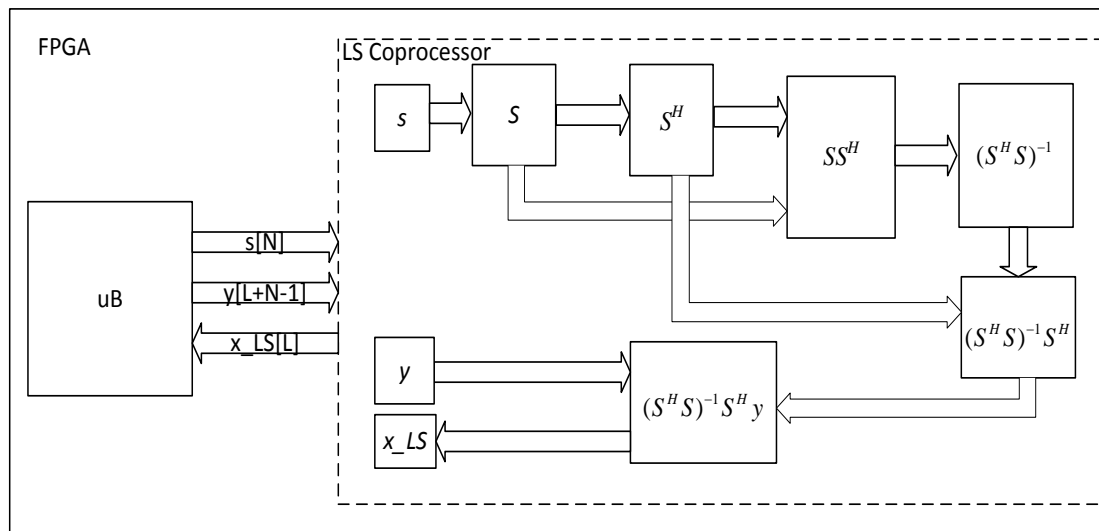 FPGA
LS Coprocessor
s
S
S^H
SS^H
(S^H S)^{-1}
uB
s[N]
y[L+N-1]
x_LS[L]
(S^H S)^{-1} S^H
y
(S^H S)^{-1} S^H y
x_LS